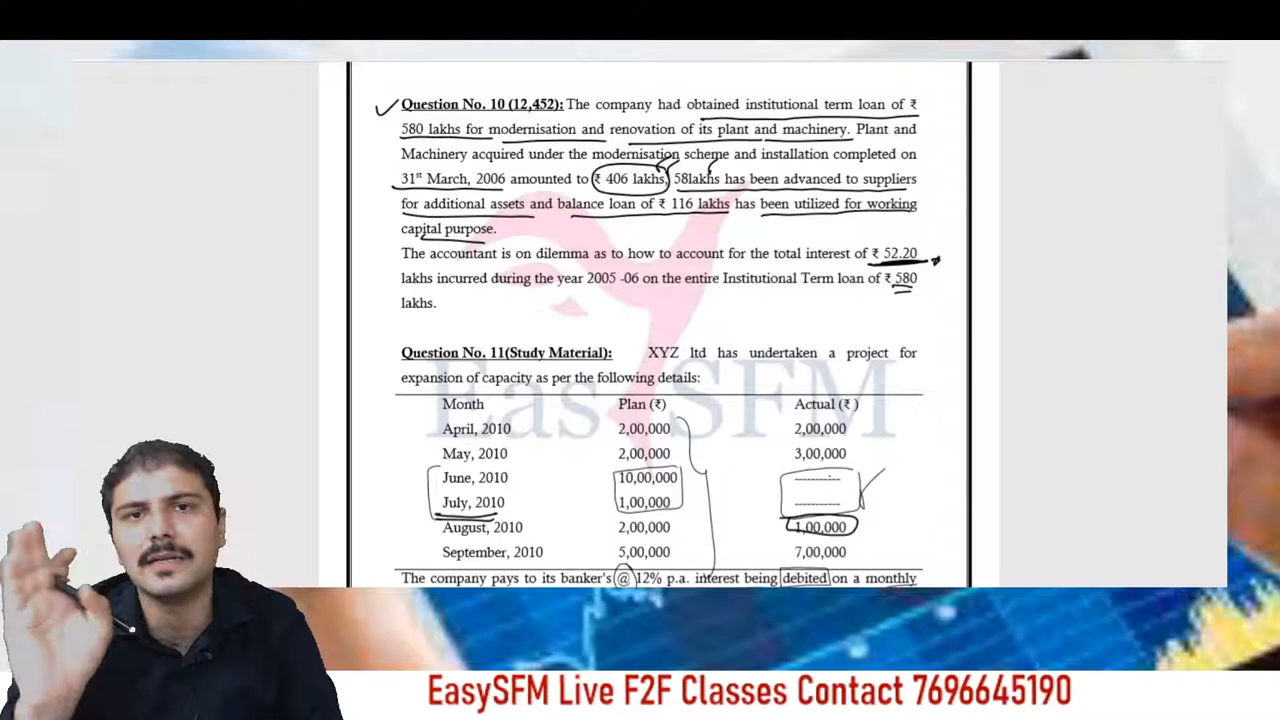 Question No. 10 (12,452): The company had obtained institutional term loan of ₹
580 lakhs for modernisation and renovation of its plant and machinery. Plant and
Machinery acquired under the modernisation scheme and installation completed on
31st March, 2006 amounted to ₹ 406 lakhs, 58lakhs has been advanced to suppliers
for additional assets and balance loan of ₹ 116 lakhs has been utilized for working
capital purpose.
The accountant is on dilemma as to how to account for the total interest of ₹ 52.20
lakhs incurred during the year 2005 -06 on the entire Institutional Term loan of ₹ 580
lakhs.
Question No. 11(Study Material): XYZ ltd has undertaken a project for
expansion of capacity as per the following details:
Month Plan (₹) Actual (₹ )
April, 2010 2,00,000 2,00,000
May, 2010 2,00,000 3,00,000
June, 2010 10,00,000 ------------
July, 2010 1,00,000 ------------
August, 2010 2,00,000 1,00,000
September, 2010 5,00,000 7,00,000
The company pays to its banker's @ 12% p.a. interest being debited on a monthly
EasySFM
EasySFM Live F2F Classes Contact 7696645190